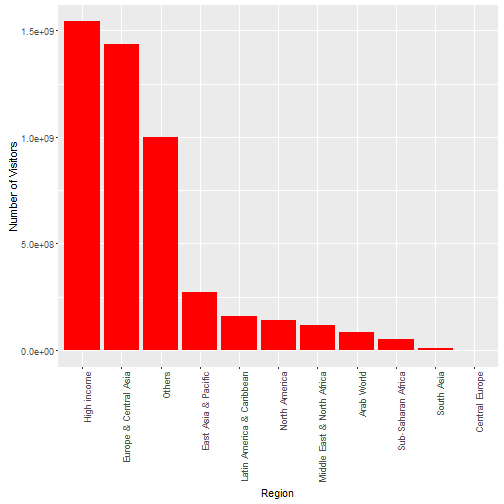 1.5e+09
1.0e+09
5.0e+08
0.0e+00
Number of Visitors
High income
Europe & Central Asia
Others
East Asia & Pacific
Latin America & Caribbean
North America
Middle East & North Africa
Arab World
Sub-Saharan Africa
South Asia
Central Europe
Region